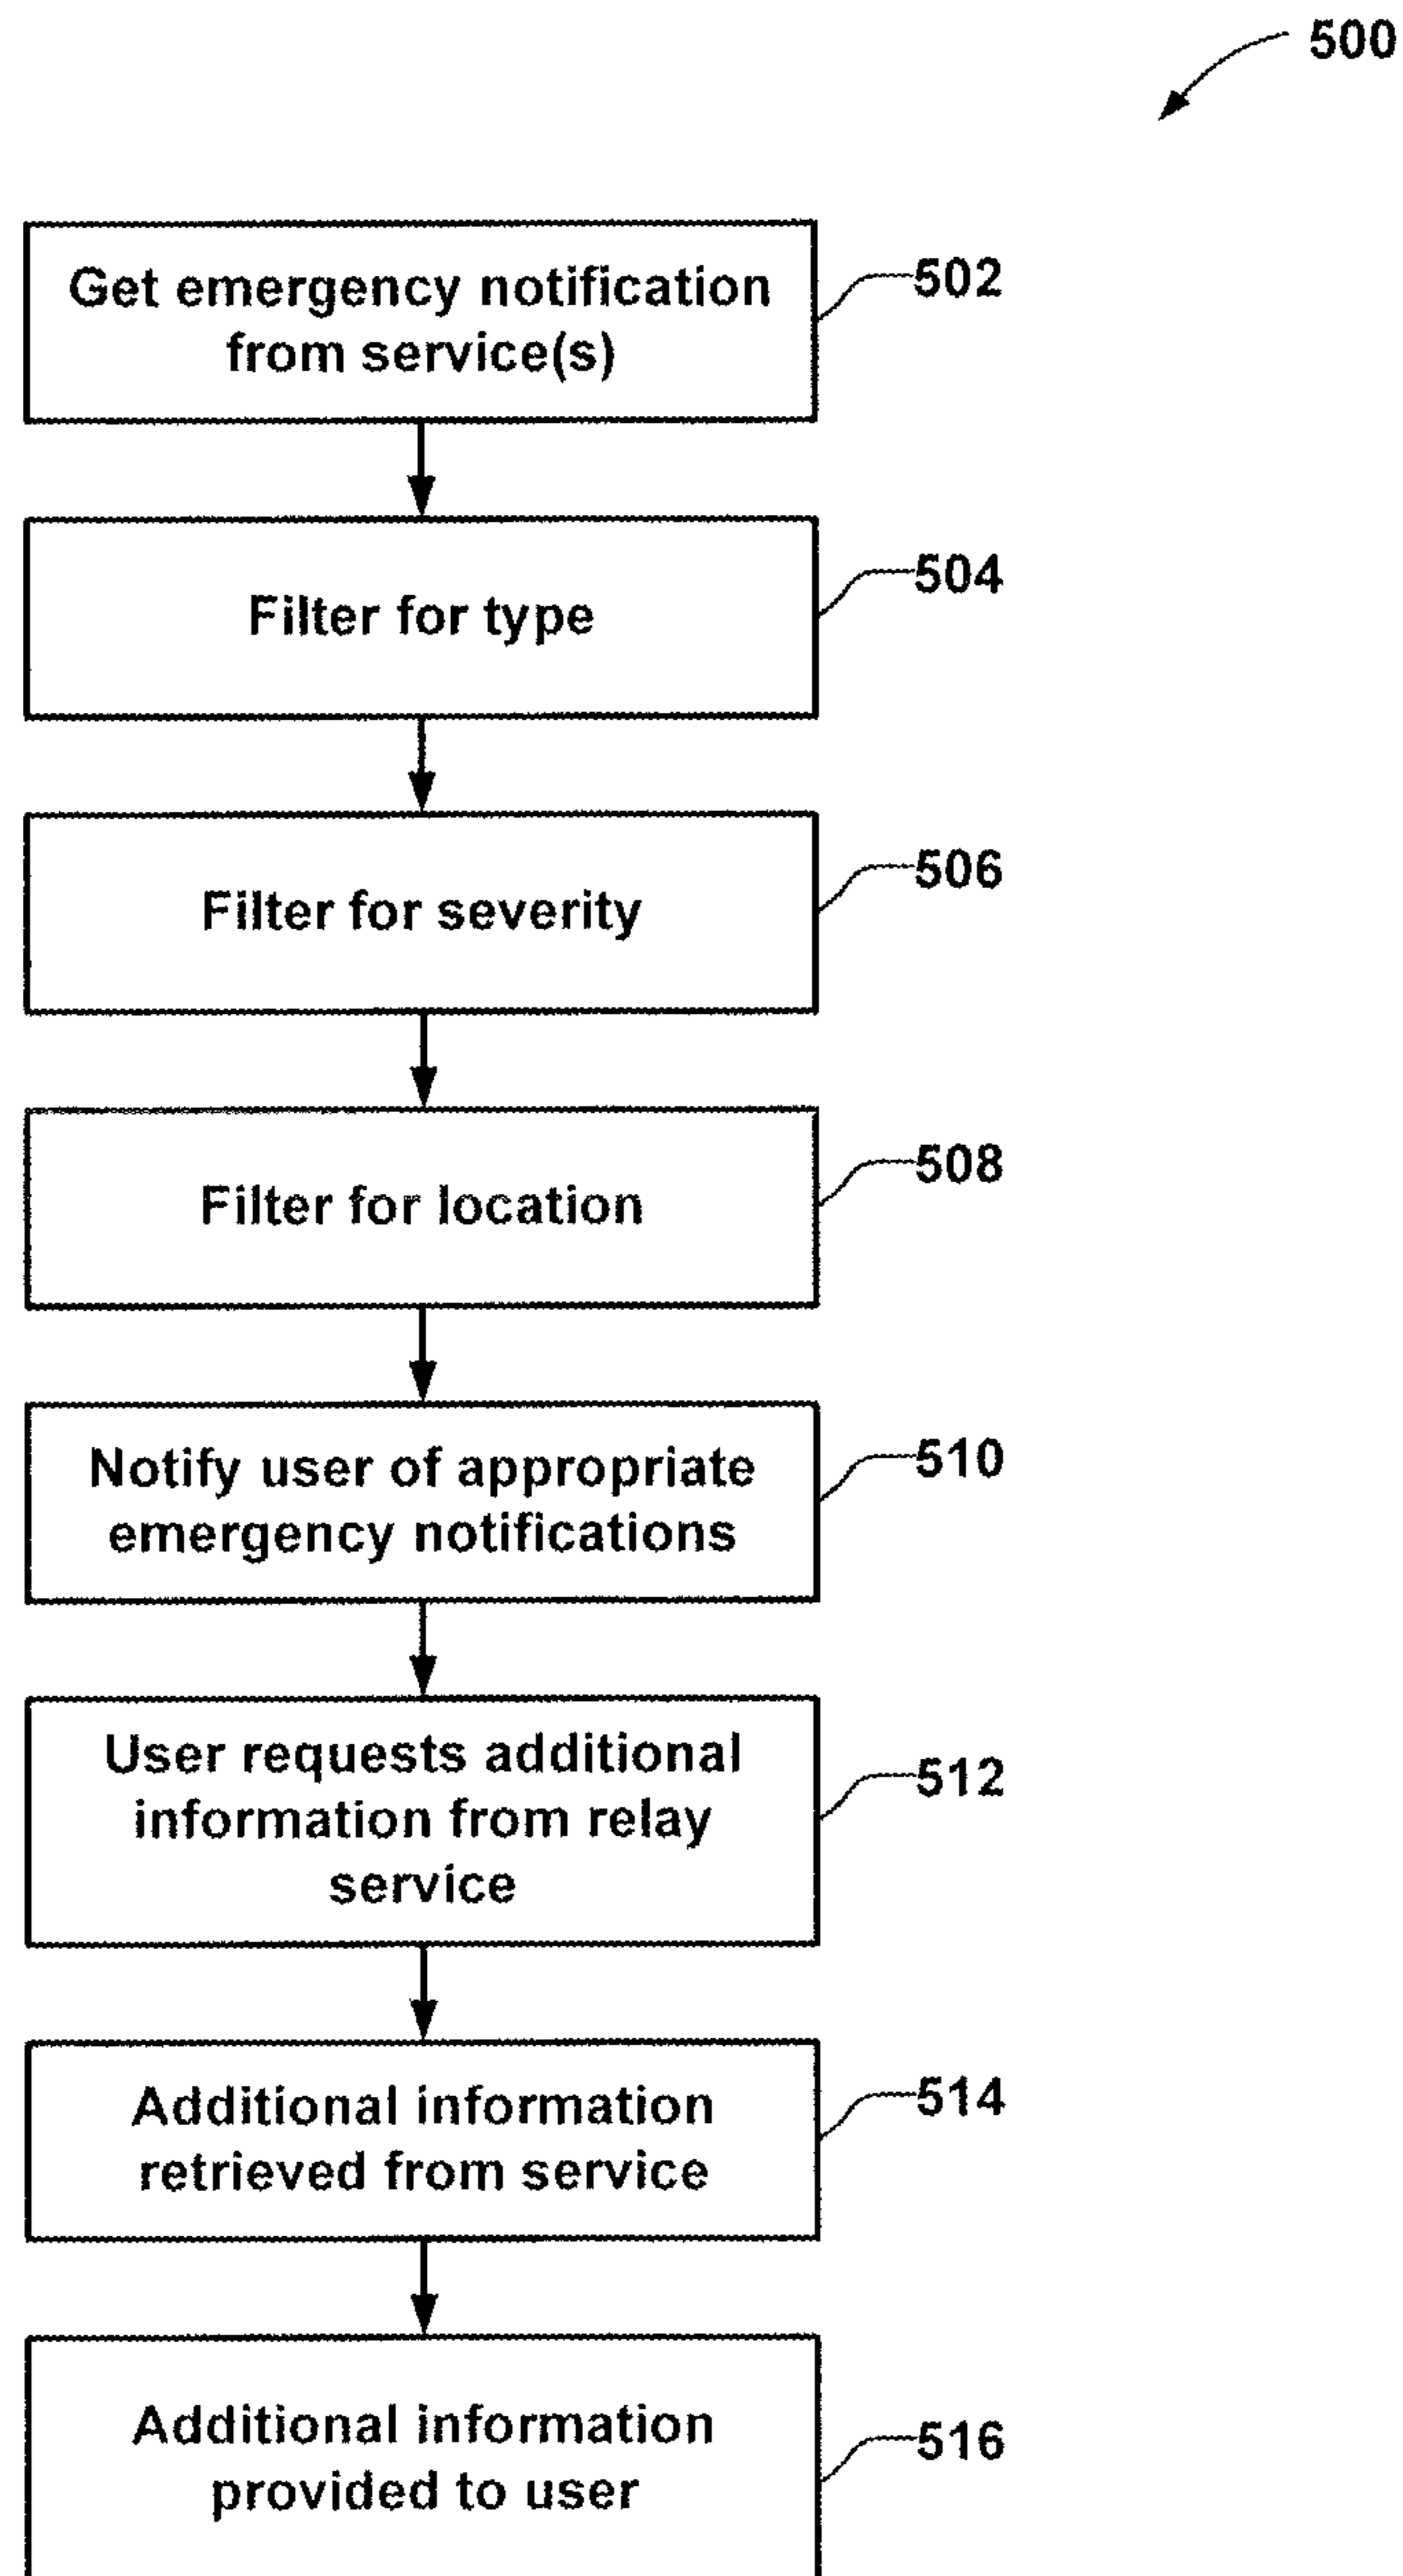 500
Get emergency notification
from service(s)
502
Filter for type
504
Filter for severity
506
Filter for location
508
Notify user of appropriate
emergency notifications
510
User requests additional
information from relay
service
512
Additional information
retrieved from service
514
Additional information
provided to user
516